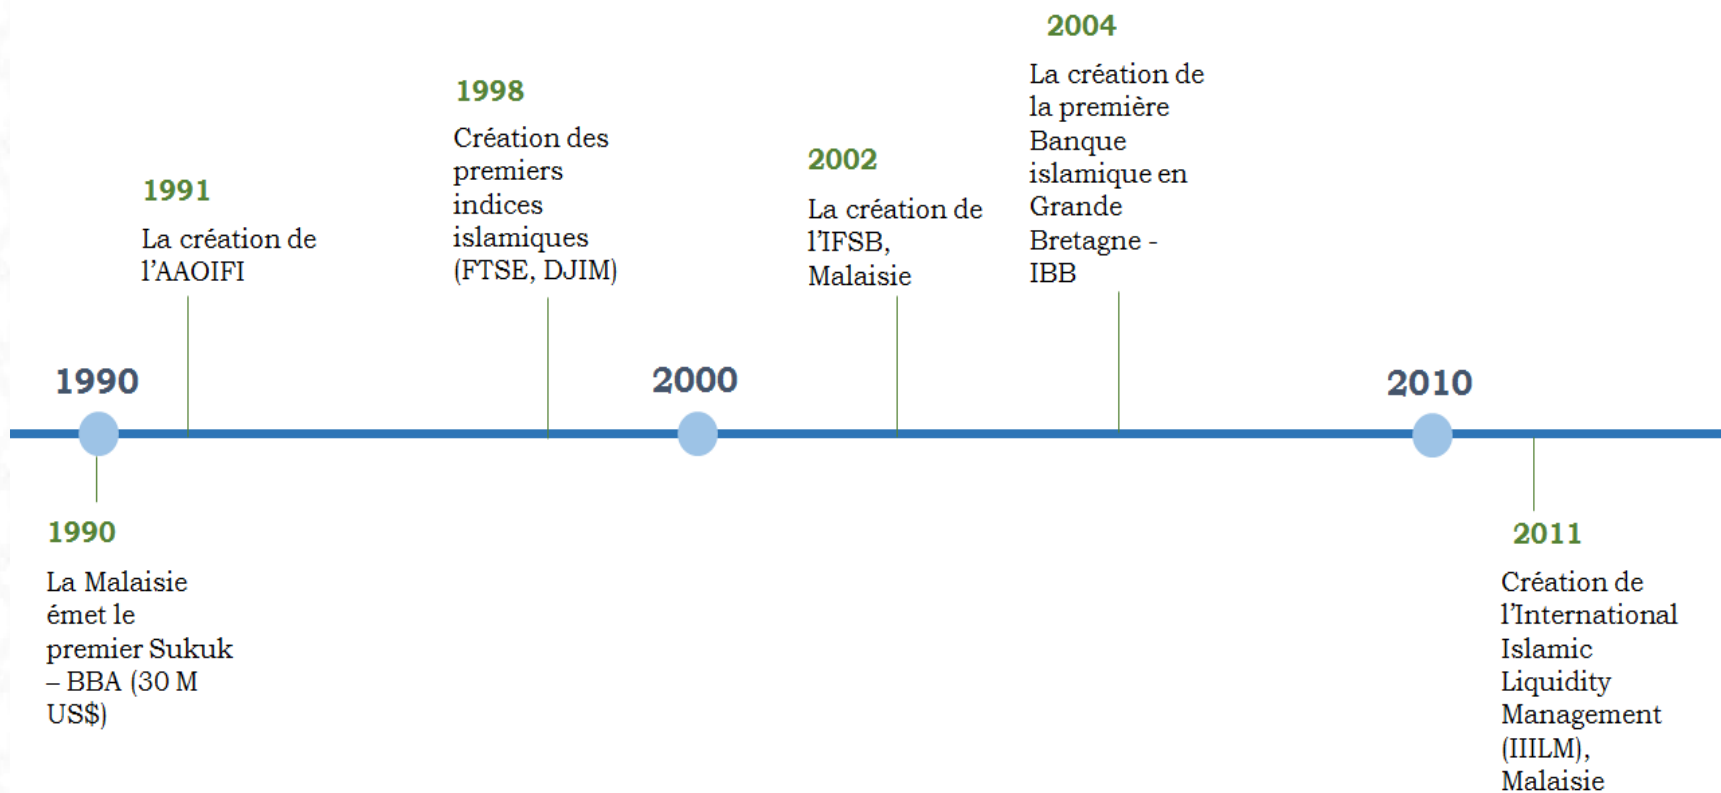 1990
La Malaisie
émet le
premier Sukuk
– BBA (30 M
US$)
1991
La création de
l'AAOIFI
1998
Création des
premiers
indices
islamiques
(FTSE, DJIM)
2000
2002
La création de
l'IFSB,
Malaisie
2004
La création de
la première
Banque
islamique en
Grande
Bretagne -
IBB
2010
2011
Création de
l'International
Islamic
Liquidity
Management
(IIILM),
Malaisie
1990